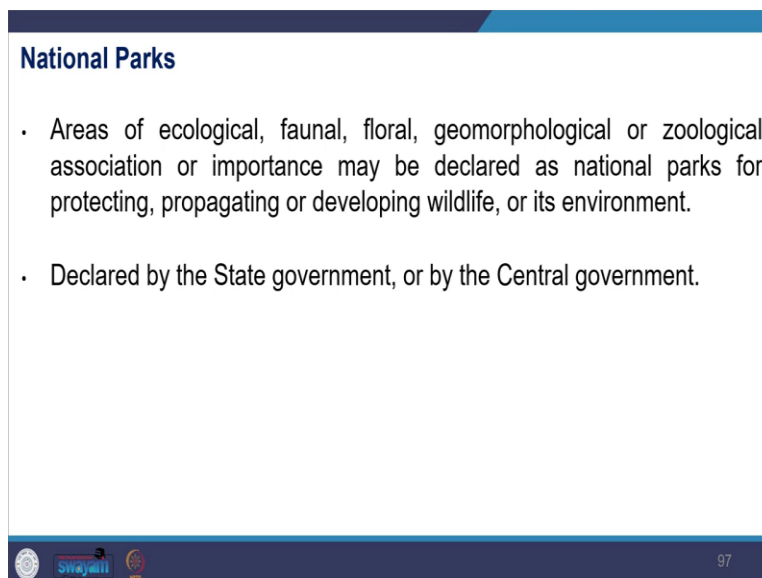 National Parks
• Areas of ecological, faunal, floral, geomorphological or zoological
association or importance may be declared as national parks for
protecting, propagating or developing wildlife, or its environment.
• Declared by the State government, or by the Central government.
swayam
97